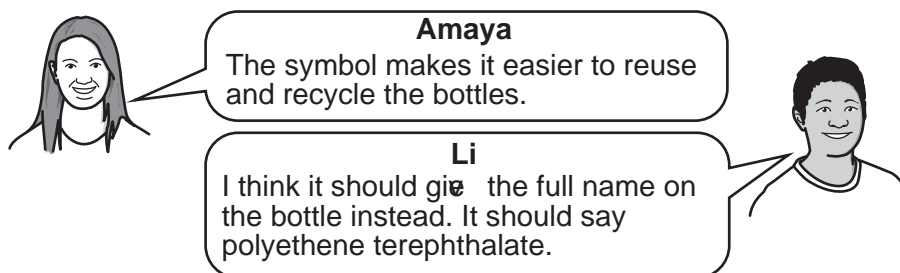 Amaya
The symbol makes it easier to reuse
and recycle the bottles.
Li
I think it should give the full name on
the bottle instead. It should say
polyethene terephthalate.